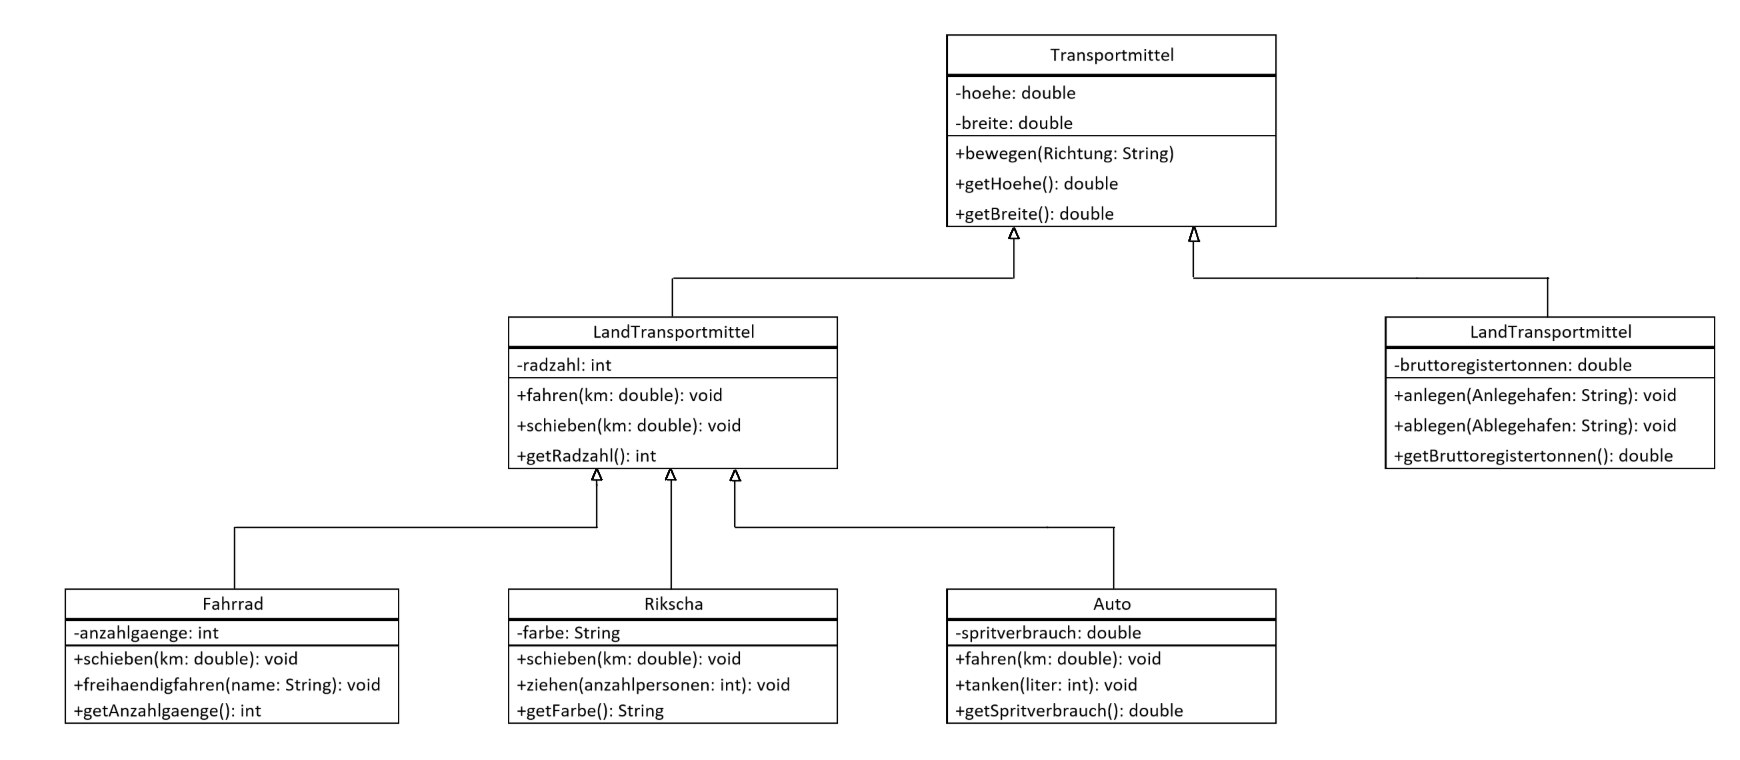 Transportmittel
-hoehe: double
-breite: double
+bewegen(Richtung: String)
+getHoehe(): double
+getBreite(): double
LandTransportmittel
-radzahl: int
+fahren(km: double): void
+schieben(km: double): void
+getRadzahl(): int
LandTransportmittel
-bruttoregistertonnen: double
+anlegen(Anlegehafen: String): void
+ablegen(Ablegehafen: String): void
+getBruttoregistertonnen(): double
Fahrrad
-anzahlgaenge: int
+schieben(km: double): void
+freihaendigfahren(name: String): void
+getAnzahlgaenge(): int
Rikscha
-farbe: String
+schieben(km: double): void
+ziehen(anzahlpersonen: int): void
+getFarbe(): String
Auto
-spritverbrauch: double
+fahren(km: double): void
+tanken(liter: int): void
+getSpritverbrauch(): double